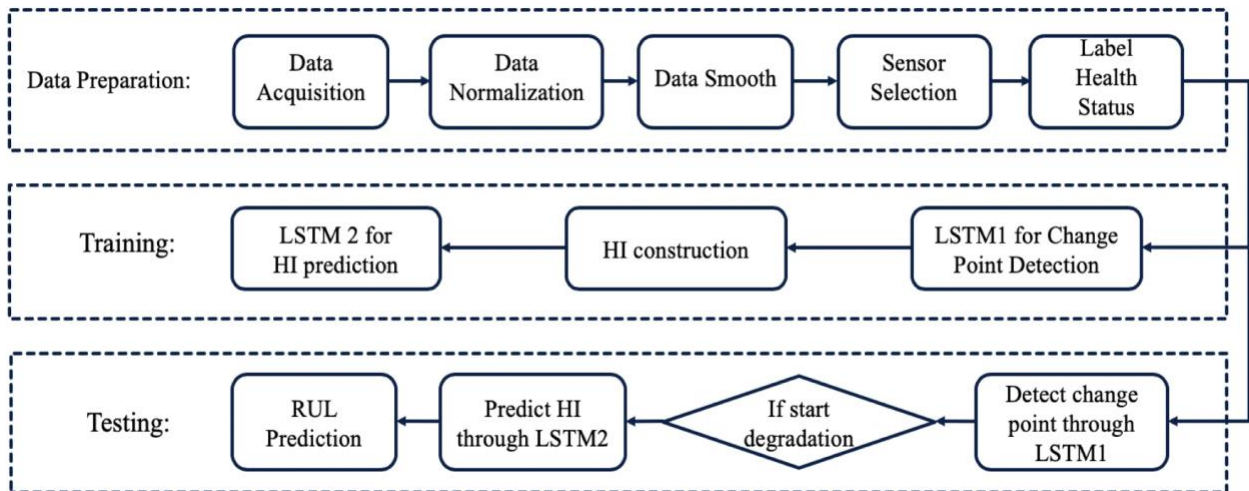 Data Preparation:
Data
Acquisition
Data
Normalization
Data Smooth
Sensor
Selection
Label
Health
Status
Training:
LSTM 2 for
HI prediction
HI construction
LSTM1 for Change
Point Detection
Testing:
RUL
Prediction
Predict HI
through LSTM2
If start
degradation
Detect change
point through
LSTM1